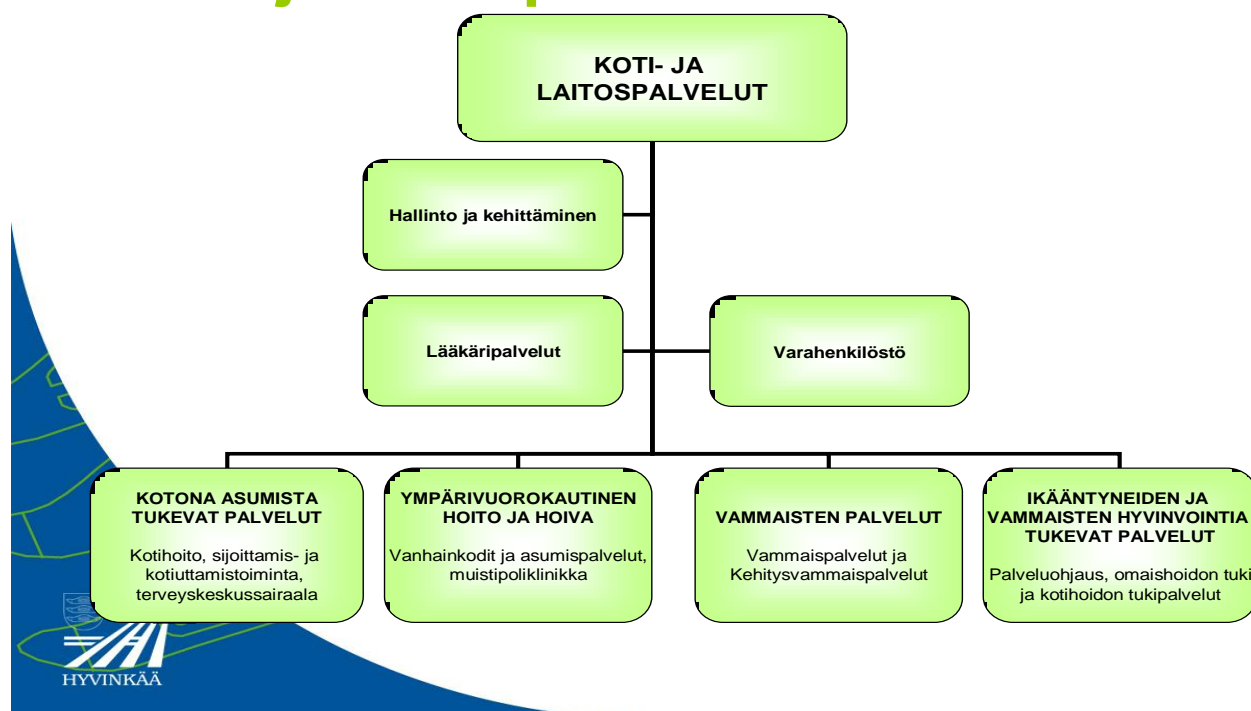 KOTI- JA
LAITOSPALVELUT
Hallinto ja kehittäminen
Lääkäripalvelut
Varahenkilöstö
KOTONA ASUMISTA
TUKEVAT PALVELUT
Kotihoito, sijoittamis- ja
kotiuttamistoiminta,
terveyskeskussairaala
YMPÄRIVUOROKAUTINEN
HOITO JA HOIVA
Vanhainkodit ja asumispalvelut,
muistipoliklinikka
VAMMAISTEN PALVELUT
Vammaispalvelut ja
Kehitysvammaispalvelut
IKÄÄNTYNEIDEN JA
VAMMAISTEN HYVINVOINTIA
TUKEVAT PALVELUT
Palveluohjaus, omaishoidon tuki
ja kotihoidon tukipalvelut
HYVINKÄÄ